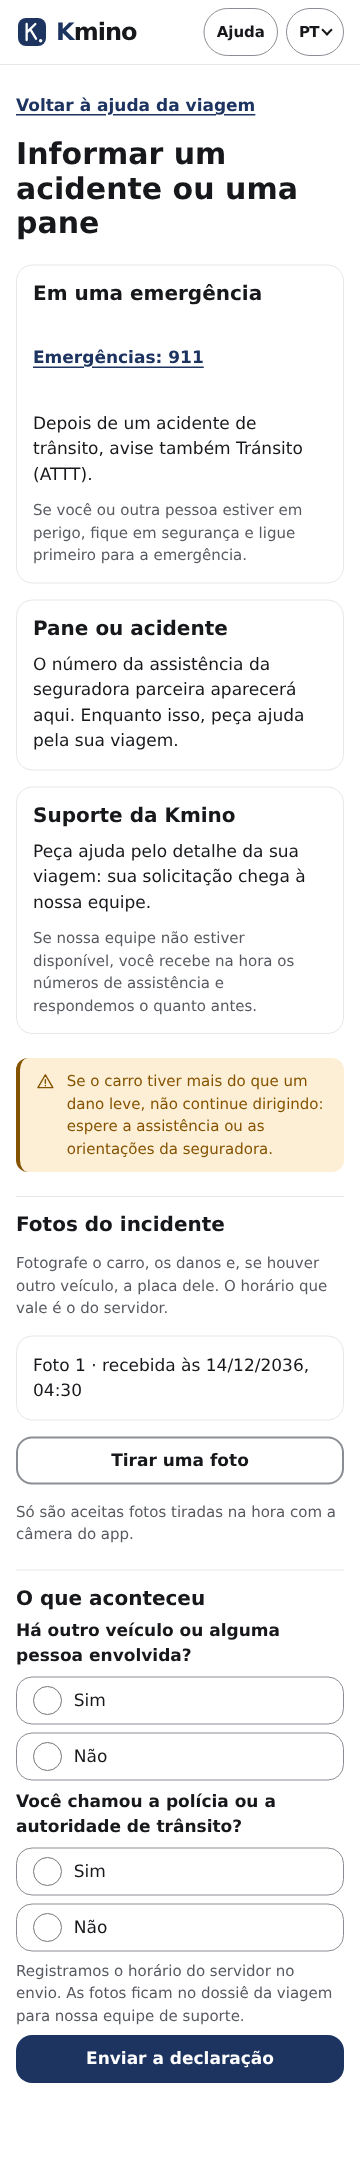 Kmino
Ajuda
PT
Voltar à ajuda da viagem
Informar um
acidente ou uma
pane
Em uma emergência
Emergências: 911
Depois de um acidente de
trânsito, avise também Tránsito
(ATTT).
Se você ou outra pessoa estiver em
perigo, fique em segurança e ligue
primeiro para a emergência.
Pane ou acidente
O número da assistência da
seguradora parceira aparecerá
aqui. Enquanto isso, peça ajuda
pela sua viagem.
Suporte da Kmino
Peça ajuda pelo detalhe da sua
viagem: sua solicitação chega à
nossa equipe.
Se nossa equipe não estiver
disponível, você recebe na hora os
números de assistência e
respondemos o quanto antes.
Se o carro tiver mais do que um
dano leve, não continue dirigindo:
espere a assistência ou as
orientações da seguradora.
Fotos do incidente
Fotografe o carro, os danos e, se houver
outro veículo, a placa dele. O horário que
vale é o do servidor.
Foto 1 · recebida às 14/12/2036,
04:30
Tirar uma foto
Só são aceitas fotos tiradas na hora com a
câmera do app.
O que aconteceu
Há outro veículo ou alguma
pessoa envolvida?
Sim
Não
Você chamou a polícia ou a
autoridade de trânsito?
Sim
Não
Registramos o horário do servidor no
envio. As fotos ficam no dossiê da viagem
para nossa equipe de suporte.
Enviar a declaração